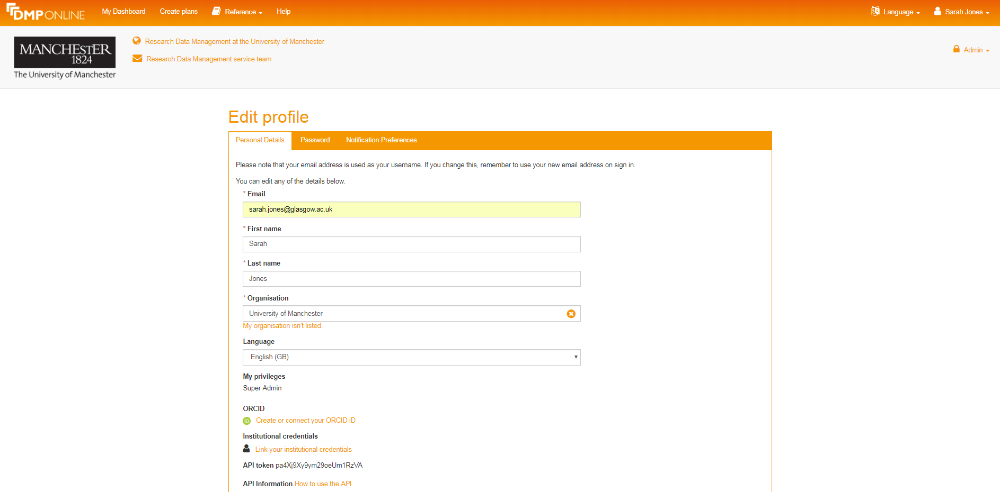 DMPONLINE My Dashboard Create plans Reference Help Language Sarah Jones
MANCHESTER
1824
The University of Manchester
Research Data Management at the University of Manchester
Research Data Management service team
Admin
Edit profile
Personal Details Password Notification Preferences
Please note that your email address is used as your username. If you change this, remember to use your new email address on sign in.
You can edit any of the details below.
* Email
sarah.jones@glasgow.ac.uk
* First name
Sarah
* Last name
Jones
* Organisation
University of Manchester
My organisation isn't listed.
Language
English (GB)
My privileges
Super Admin
ORCID
iD Create or connect your ORCID iD
Institutional credentials
Link your institutional credentials
API token pa4Xj9Xy9ym29oeUm1RzVA
API Information How to use the API